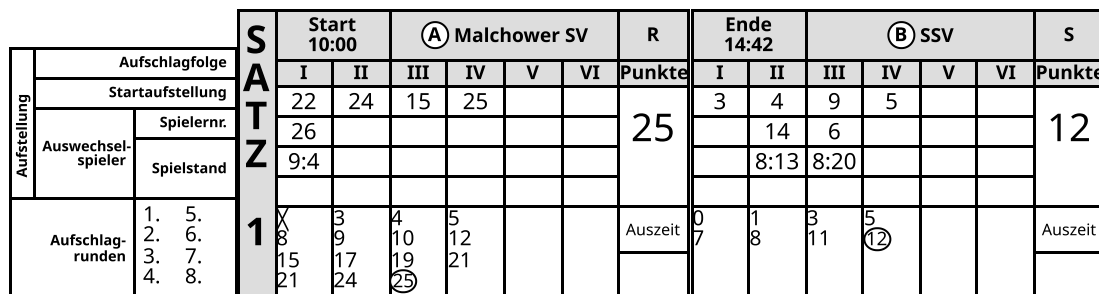 S A T Z 1
Start 10:00 A Malchower SV R Ende 14:42 B SSV S
Aufschlagfolge I II III IV V VI Punkte I II III IV V VI Punkte
Aufstellung
Startaufstellung 22 24 15 25 25 3 4 9 5 12
Auswechsel-spieler Spielernr. 26 14 6
Spielstand 9:4 8:13 8:20
Aufschlag-runden
1. 5. X 3 4 5 Auszeit 0 1 3 5 Auszeit
2. 6. 8 9 10 12 7 8 11 12
3. 7. 15 17 19 21
4. 8. 21 24 25